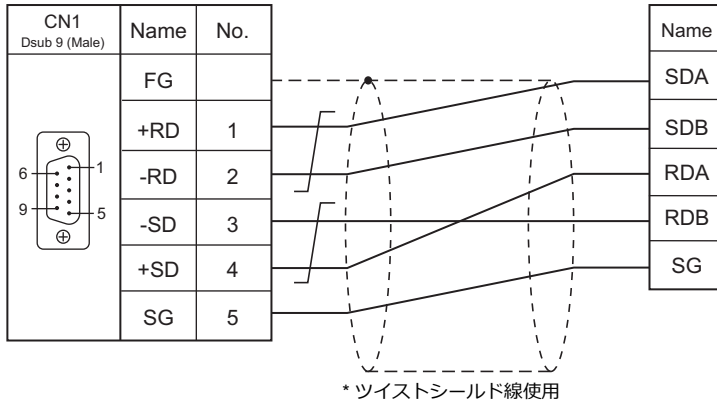 CN1
Dsub 9 (Male)
Name No.
FG
+RD 1
-RD 2
-SD 3
+SD 4
SG 5
6
1
9
5
Name
SDA
SDB
RDA
RDB
SG
* ツイストシールド線使用